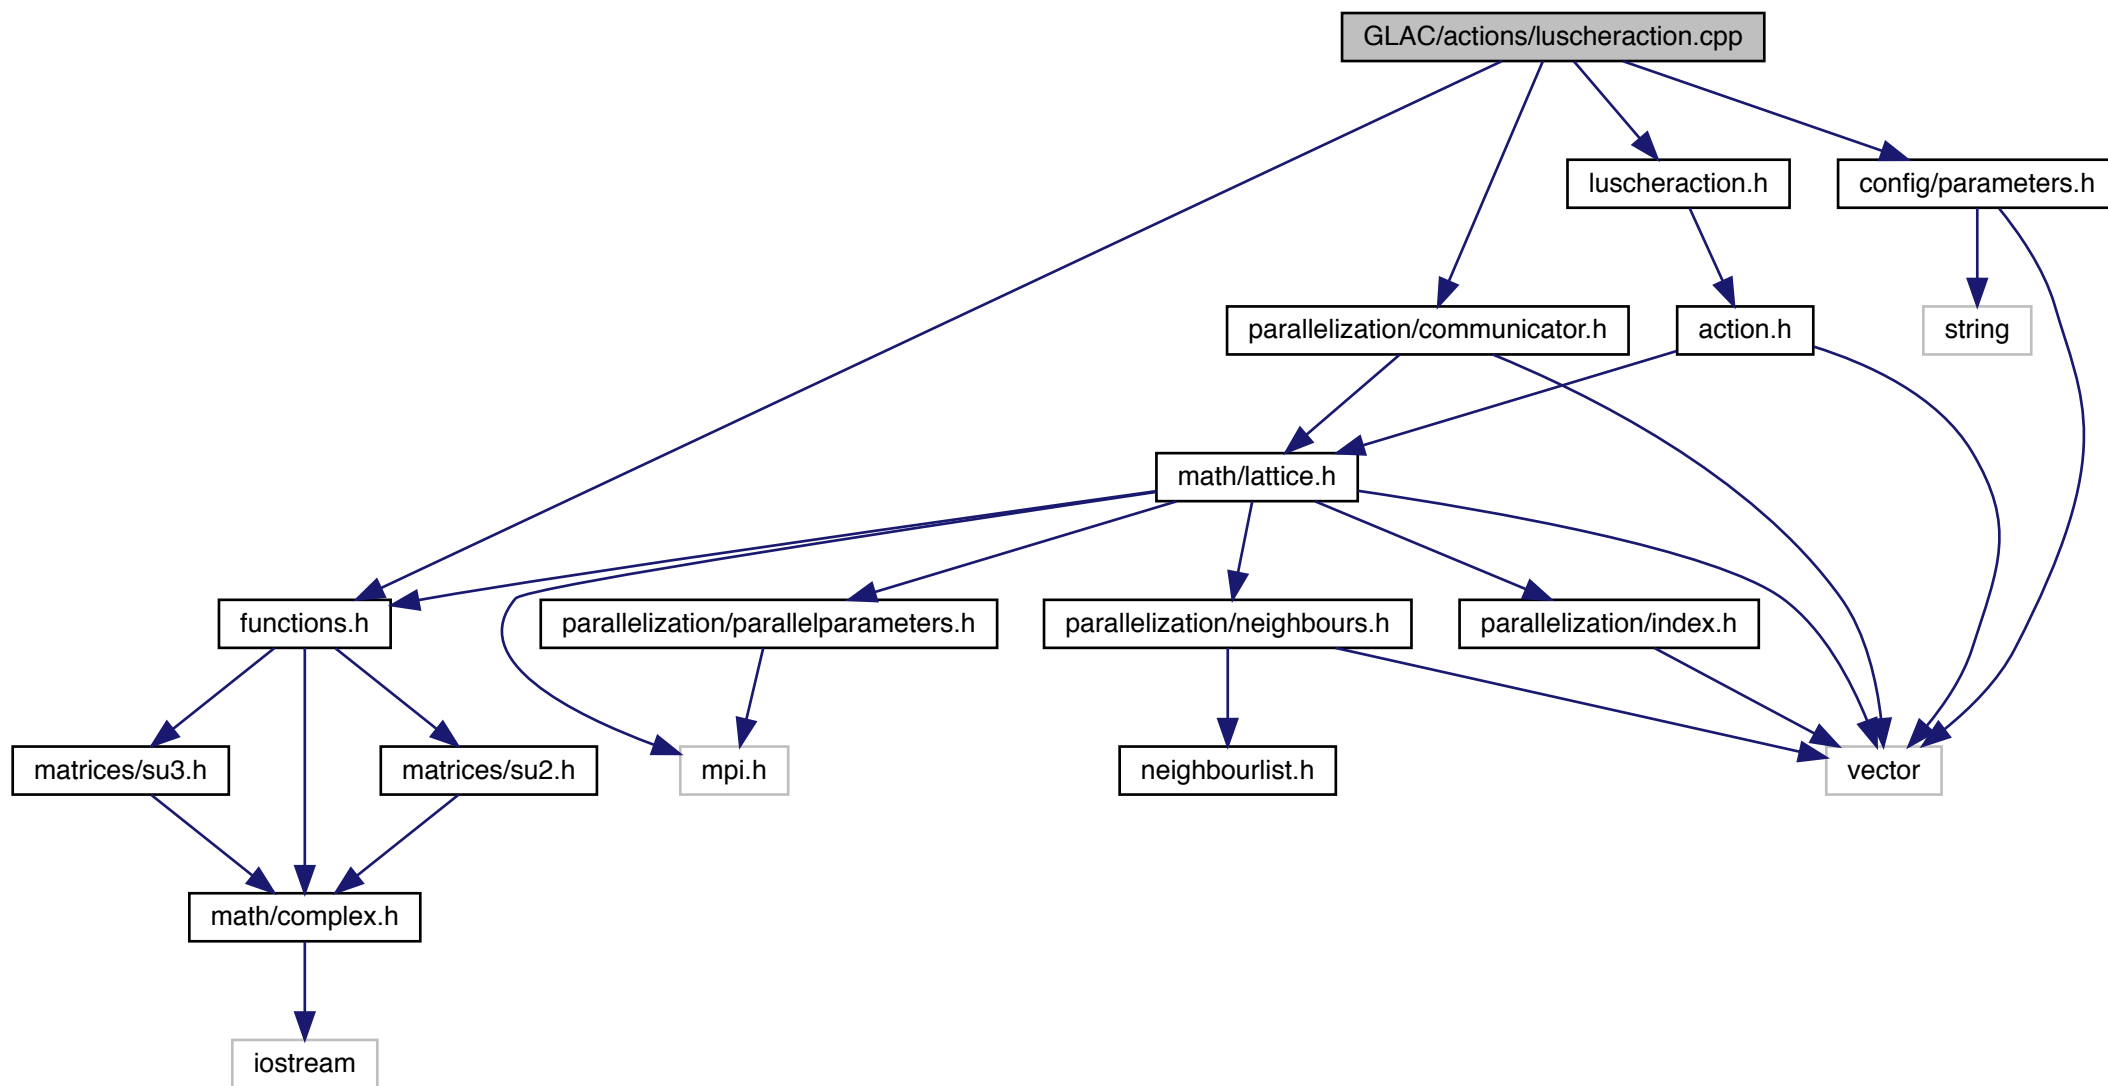 GLAC/actions/luscheraction.cpp
luscheraction.h
config/parameters.h
parallelization/communicator.h
action.h
string
math/lattice.h
functions.h
parallelization/parallelparameters.h
parallelization/neighbours.h
parallelization/index.h
matrices/su3.h
matrices/su2.h
mpi.h
neighbourlist.h
vector
math/complex.h
iostream